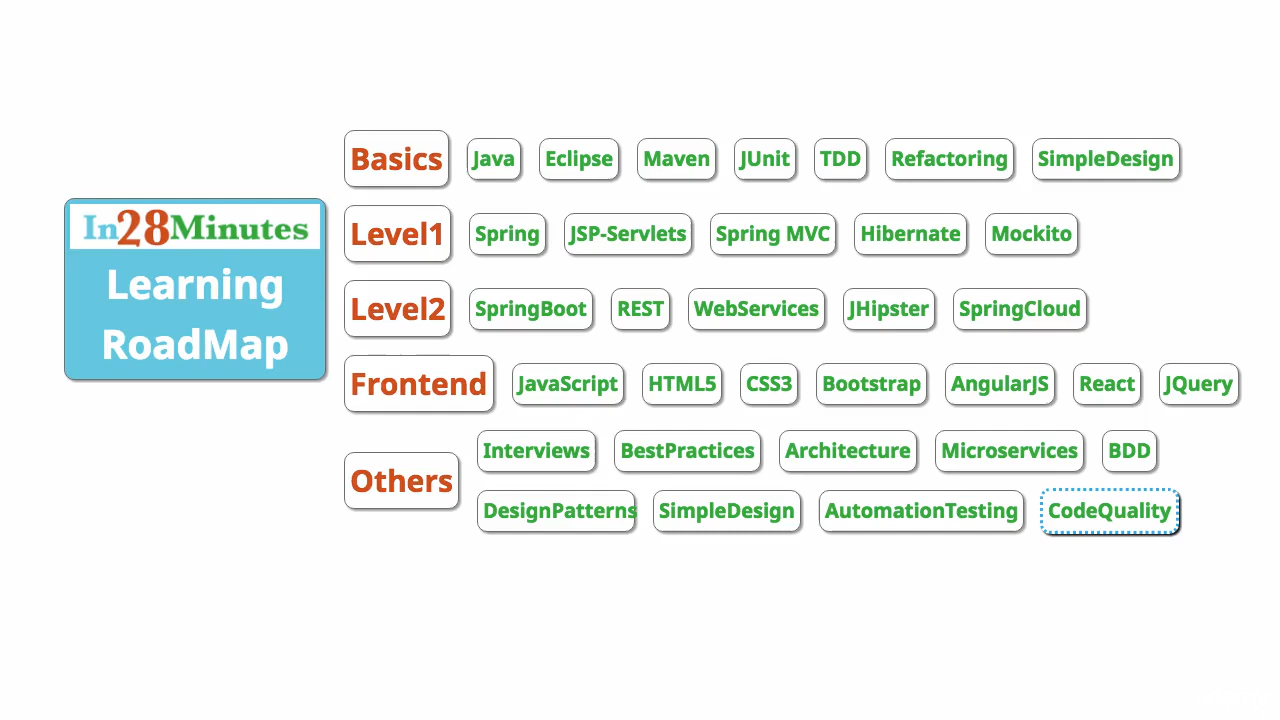 In28Minutes
Learning
RoadMap
Basics Java Eclipse Maven JUnit TDD Refactoring SimpleDesign
Level1 Spring JSP-Servlets Spring MVC Hibernate Mockito
Level2 SpringBoot REST WebServices JHipster SpringCloud
Frontend JavaScript HTML5 CSS3 Bootstrap AngularJS React JQuery
Others
Interviews BestPractices Architecture Microservices BDD
DesignPatterns SimpleDesign AutomationTesting CodeQuality